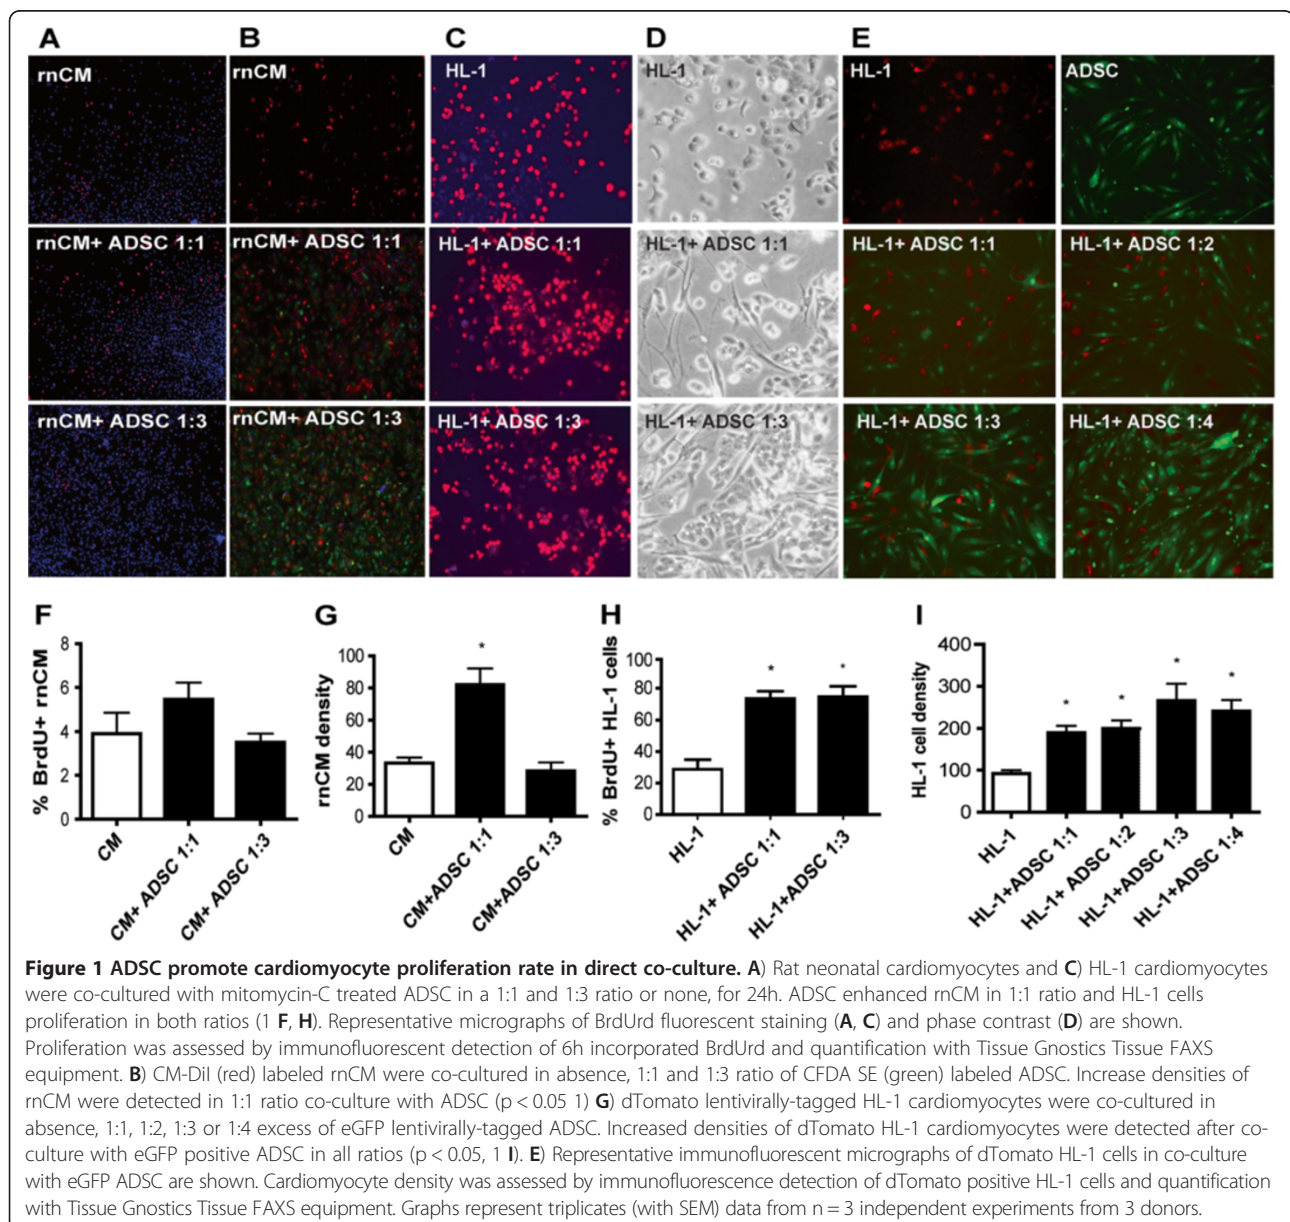 A B C D E
rnCM rnCM HL-1 HL-1 HL-1 ADSC
rnCM+ ADSC 1:1 rnCM+ ADSC 1:1 HL-1+ ADSC 1:1 HL-1+ ADSC 1:1 HL-1+ ADSC 1:1 HL-1+ ADSC 1:2
rnCM+ ADSC 1:3 rnCM+ ADSC 1:3 HL-1+ ADSC 1:3 HL-1+ ADSC 1:3 HL-1+ ADSC 1:3 HL-1+ ADSC 1:4
F
% BrdU+ rnCM
8
6
4
2
0
CM
CM+ ADSC 1:1
CM+ ADSC 1:3
G
rnCM density
100
80
60
40
20
0
*
CM
CM+ADSC 1:1
CM+ADSC 1:3
H
% BrdU+ HL-1 cells
100
80
60
40
20
0
* *
HL-1
HL-1+ ADSC 1:1
HL-1+ADSC 1:3
I
HL-1 cell density
400
300
200
100
0
* * * *
HL-1
HL-1+ADSC 1:1
HL-1+ ADSC 1:2
HL-1+ADSC 1:3
HL-1+ADSC 1:4
Figure 1 ADSC promote cardiomyocyte proliferation rate in direct co-culture. A) Rat neonatal cardiomyocytes and C) HL-1 cardiomyocytes
were co-cultured with mitomycin-C treated ADSC in a 1:1 and 1:3 ratio or none, for 24h. ADSC enhanced rnCM in 1:1 ratio and HL-1 cells
proliferation in both ratios (1 F, H). Representative micrographs of BrdUrd fluorescent staining (A, C) and phase contrast (D) are shown.
Proliferation was assessed by immunofluorescent detection of 6h incorporated BrdUrd and quantification with Tissue Gnostics Tissue FAXS
equipment. B) CM-DiI (red) labeled rnCM were co-cultured in absence, 1:1 and 1:3 ratio of CFDA SE (green) labeled ADSC. Increase densities of
rnCM were detected in 1:1 ratio co-culture with ADSC (p < 0.05 1) G) dTomato lentivirally-tagged HL-1 cardiomyocytes were co-cultured in
absence, 1:1, 1:2, 1:3 or 1:4 excess of eGFP lentivirally-tagged ADSC. Increased densities of dTomato HL-1 cardiomyocytes were detected after co-
culture with eGFP positive ADSC in all ratios (p < 0.05, 1 I). E) Representative immunofluorescent micrographs of dTomato HL-1 cells in co-culture
with eGFP ADSC are shown. Cardiomyocyte density was assessed by immunofluorescence detection of dTomato positive HL-1 cells and quantification
with Tissue Gnostics Tissue FAXS equipment. Graphs represent triplicates (with SEM) data from n = 3 independent experiments from 3 donors.